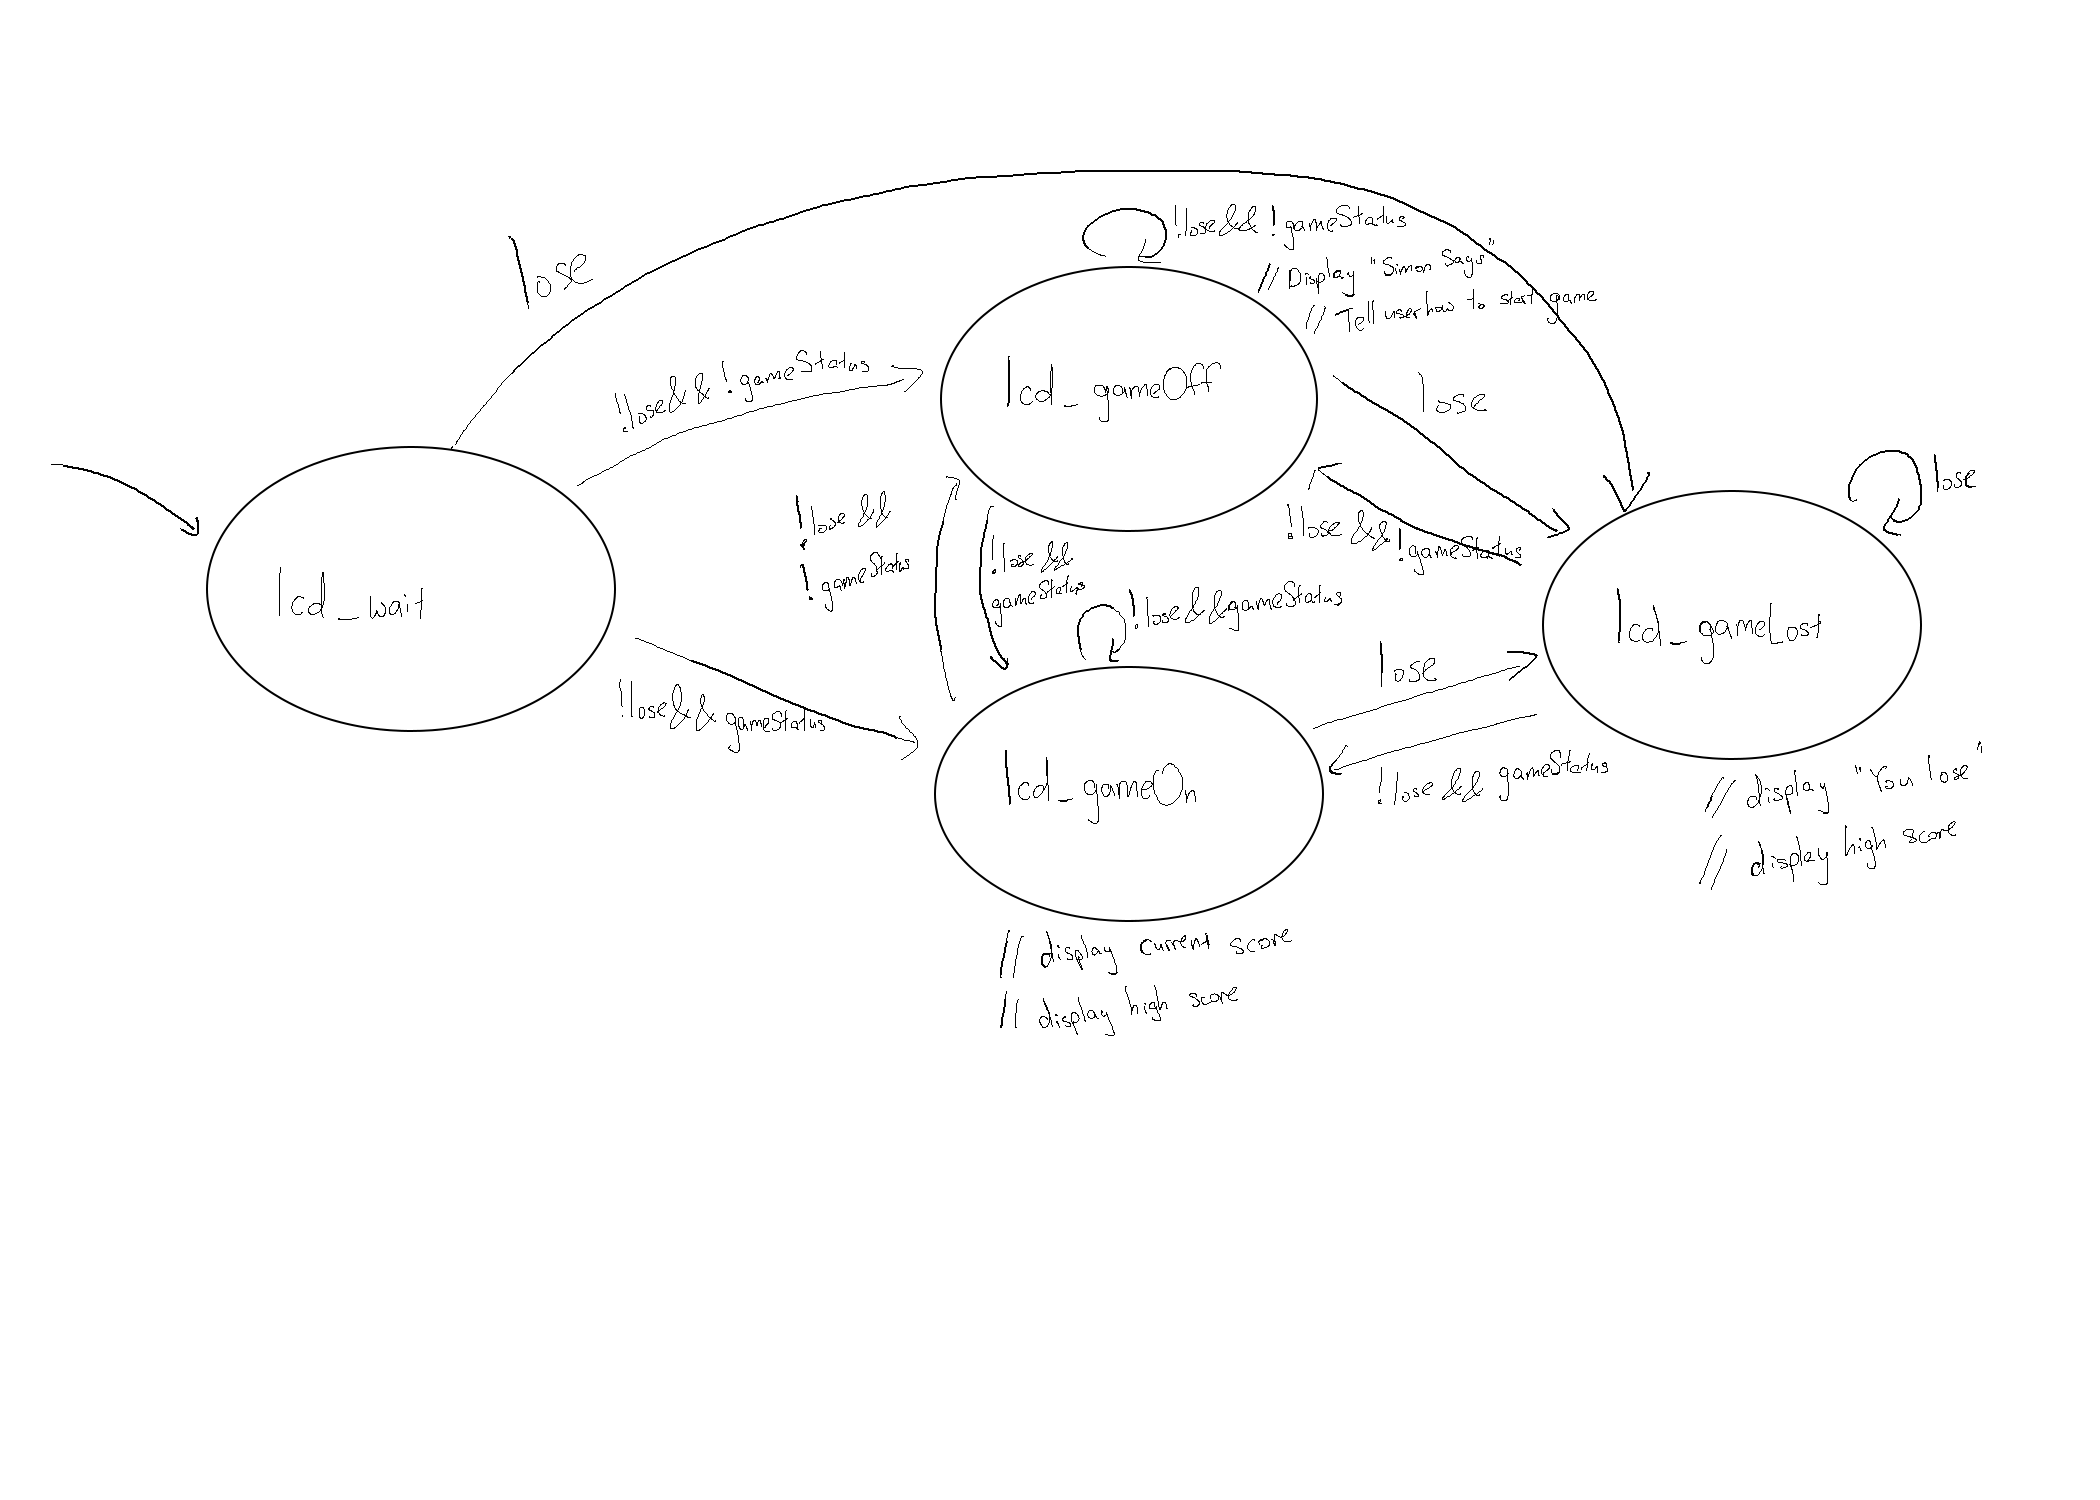 lose
!lose && !gameStatus
// Display "Simon Says"
// Tell user how to start game
!lose && !gameStatus
lcd_gameOff
lose
lose
!lose &&
!gameStatus
!lose && !gameStatus
!lose &&
gameStatus
lcd_wait
!lose && gameStatus
lcd_gameLost
!lose && gameStatus
lose
lcd_gameOn
!lose && gameStatus
// display "You lose"
// display high score
// display current score
// display high score